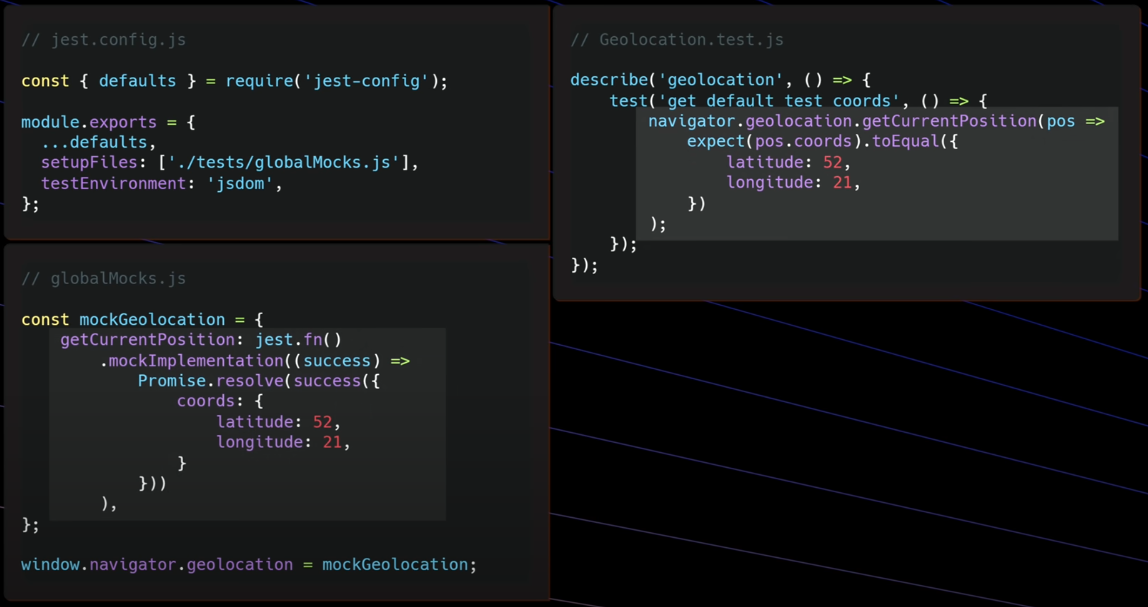 // jest.config.js
const { defaults } = require('jest-config');
module.exports = {
  ...defaults,
  setupFiles: ['./tests/globalMocks.js'],
  testEnvironment: 'jsdom',
};
// globalMocks.js
const mockGeolocation = {
    getCurrentPosition: jest.fn()
        .mockImplementation((success) =>
            Promise.resolve(success({
                coords: {
                    latitude: 52,
                    longitude: 21,
                }
            }))
        ),
};
window.navigator.geolocation = mockGeolocation;
// Geolocation.test.js
describe('geolocation', () => {
    test('get default test coords', () => {
        navigator.geolocation.getCurrentPosition(pos =>
            expect(pos.coords).toEqual({
                latitude: 52,
                longitude: 21,
            })
        );
    });
});